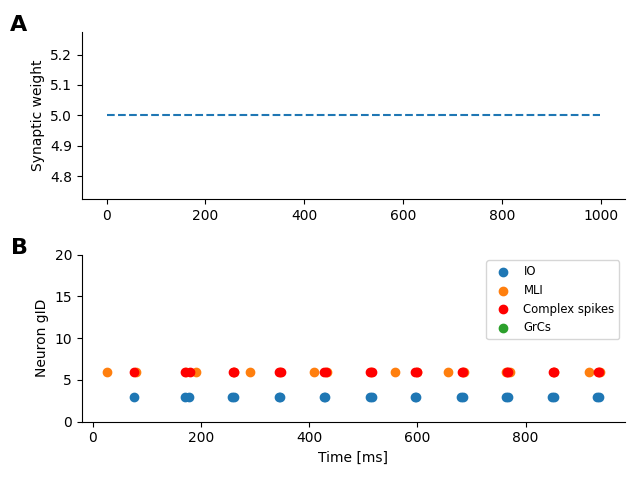 A
Synaptic weight
5.2
5.1
5.0
4.9
4.8
0 200 400 600 800 1000
B
Neuron gID
20
15
10
5
0
IO
MLI
Complex spikes
GrCs
0 200 400 600 800
Time [ms]